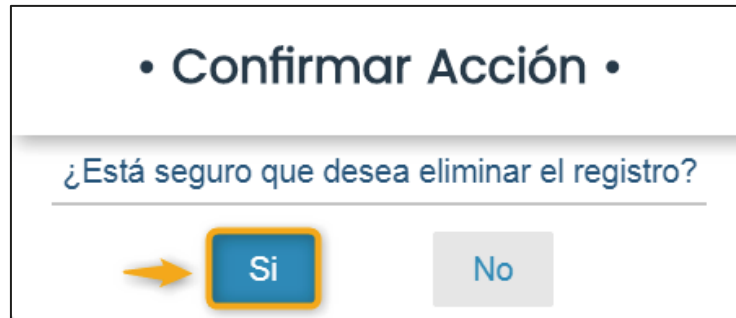 • Confirmar Acción •
¿Está seguro que desea eliminar el registro?
Si No